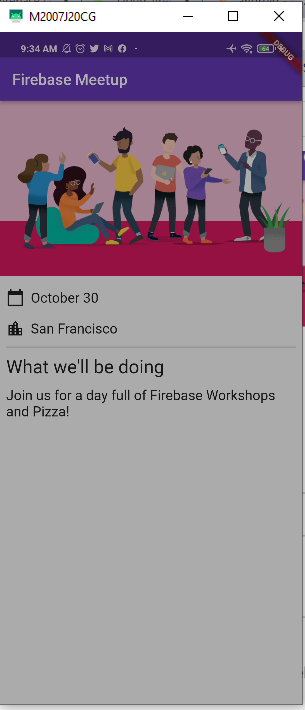 M2007J20CG
9:34 AM
64
DEBUG
Firebase Meetup
October 30
San Francisco
What we'll be doing
Join us for a day full of Firebase Workshops
and Pizza!